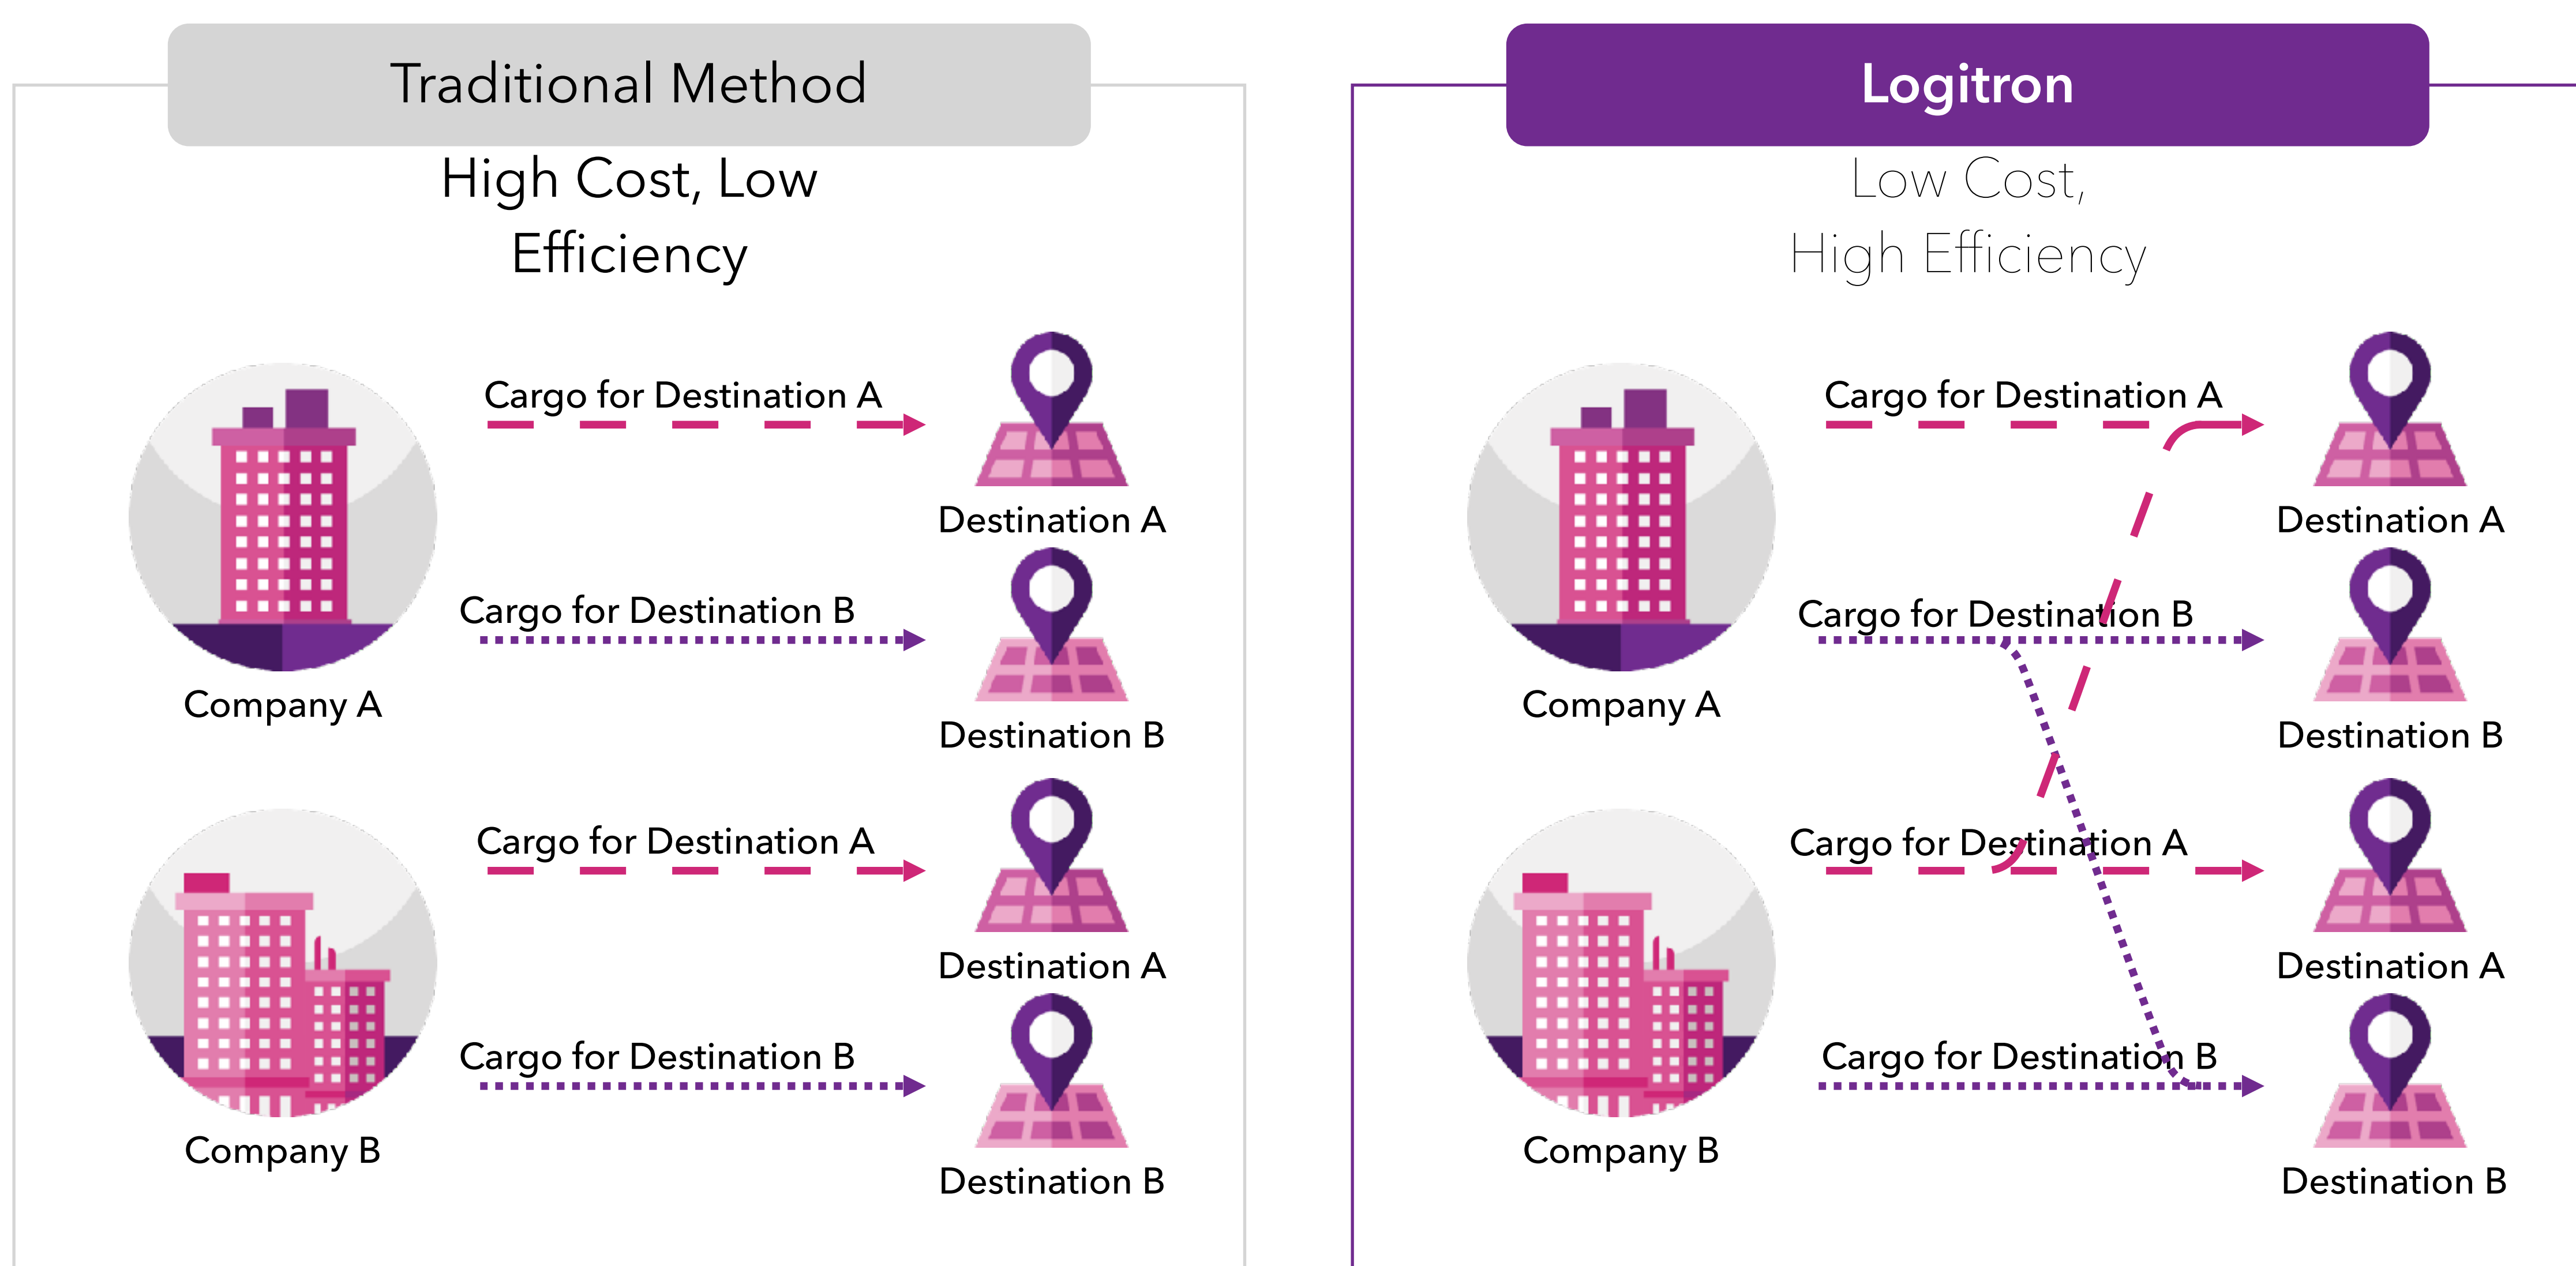 Traditional Method
High Cost, Low
Efficiency
Cargo for Destination A
Destination A
Cargo for Destination B
Company A
Destination B
Cargo for Destination A
Destination A
Cargo for Destination B
Company B
Destination B
Logitron
Low Cost,
High Efficiency
Cargo for Destination A
Destination A
Cargo for Destination B
Company A
Destination B
Cargo for Destination A
Destination A
Cargo for Destination B
Company B
Destination B